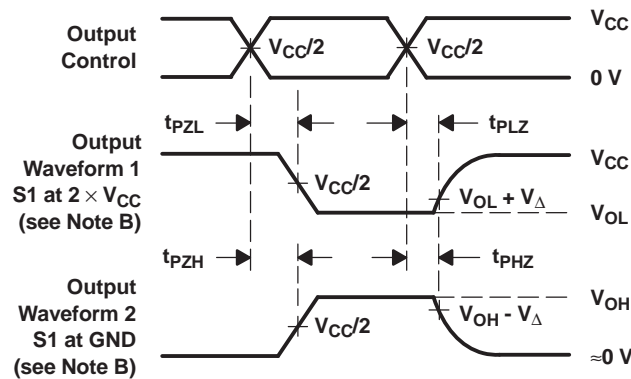 Output
Control
V_CC/2
V_CC/2
V_CC
0 V
t_PZL
t_PLZ
Output
Waveform 1
S1 at 2 × V_CC
(see Note B)
V_CC/2
V_CC
V_OL + V_Δ
V_OL
t_PZH
t_PHZ
Output
Waveform 2
S1 at GND
(see Note B)
V_CC/2
V_OH
V_OH - V_Δ
≈0 V